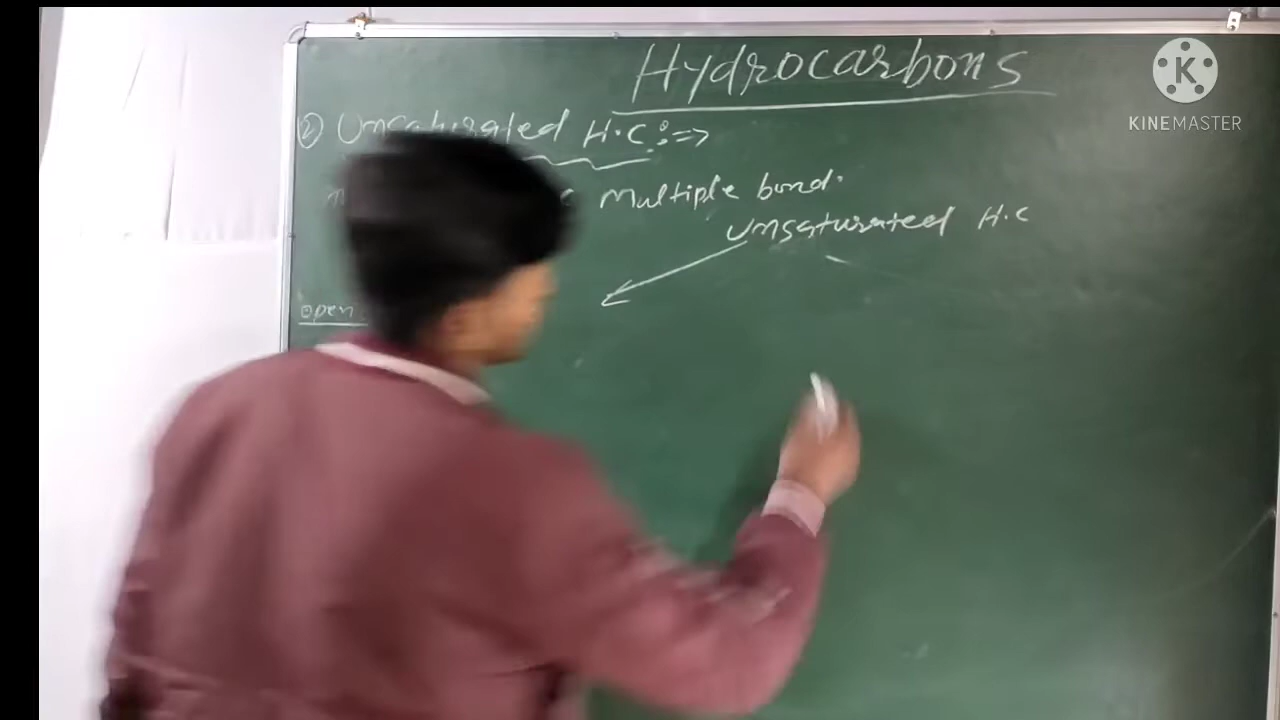 Hydrocarbons
2) Unsaturated H.C :=>
multiple bond.
Unsaturated H.C
open
KINEMASTER